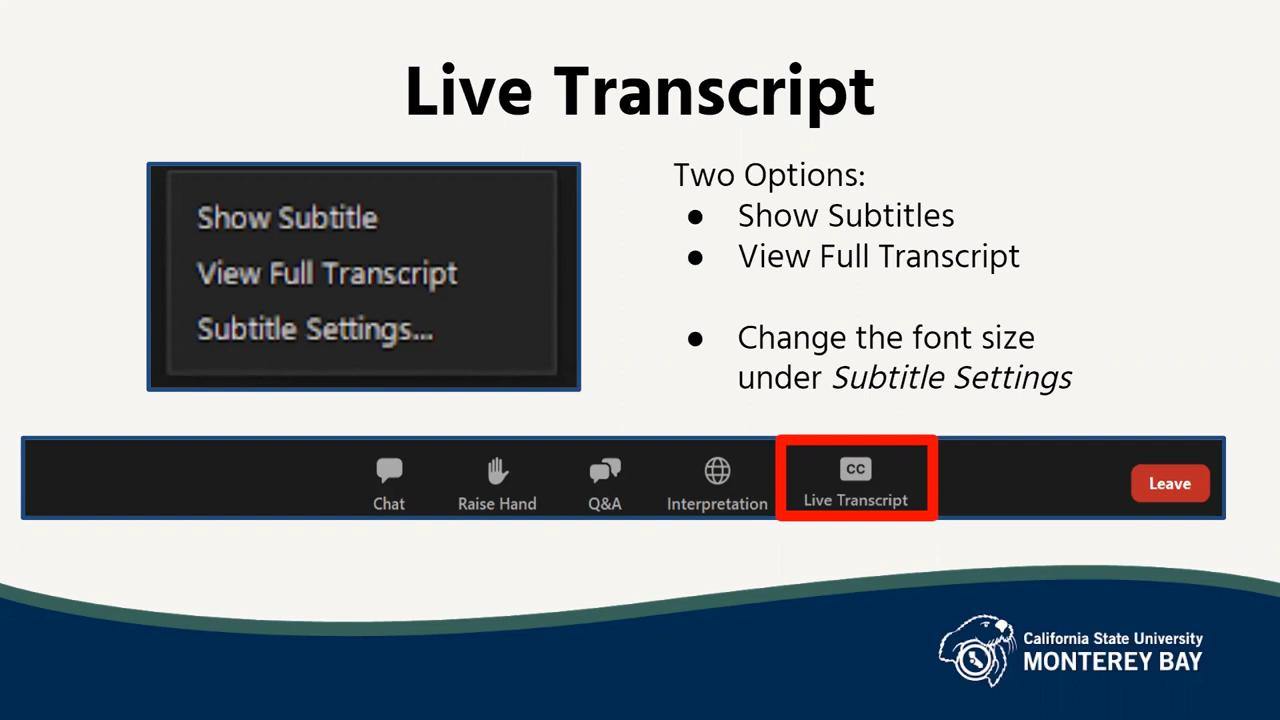 Live Transcript
Show Subtitle
View Full Transcript
Subtitle Settings...
Two Options:
● Show Subtitles
● View Full Transcript
● Change the font size
under Subtitle Settings
Chat
Raise Hand
Q&A
Interpretation
CC
Live Transcript
Leave
California State University
MONTEREY BAY